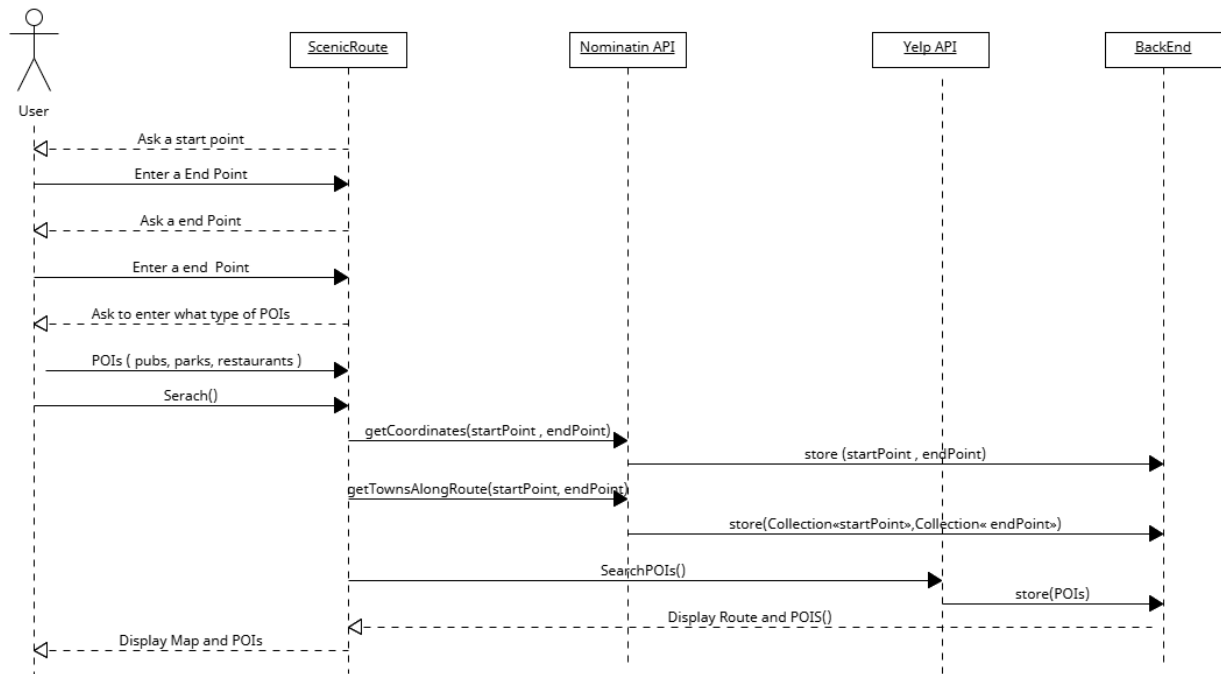 ScenicRoute
Nominatin API
Yelp API
BackEnd
User
Ask a start point
Enter a End Point
Ask a end Point
Enter a end Point
Ask to enter what type of POIs
POIs ( pubs, parks, restaurants )
Serach()
getCoordinates(startPoint , endPoint)
store (startPoint , endPoint)
getTownsAlongRoute(startPoint, endPoint)
store(Collection«startPoint»,Collection« endPoint»)
SearchPOIs()
store(POIs)
Display Route and POIS()
Display Map and POIs